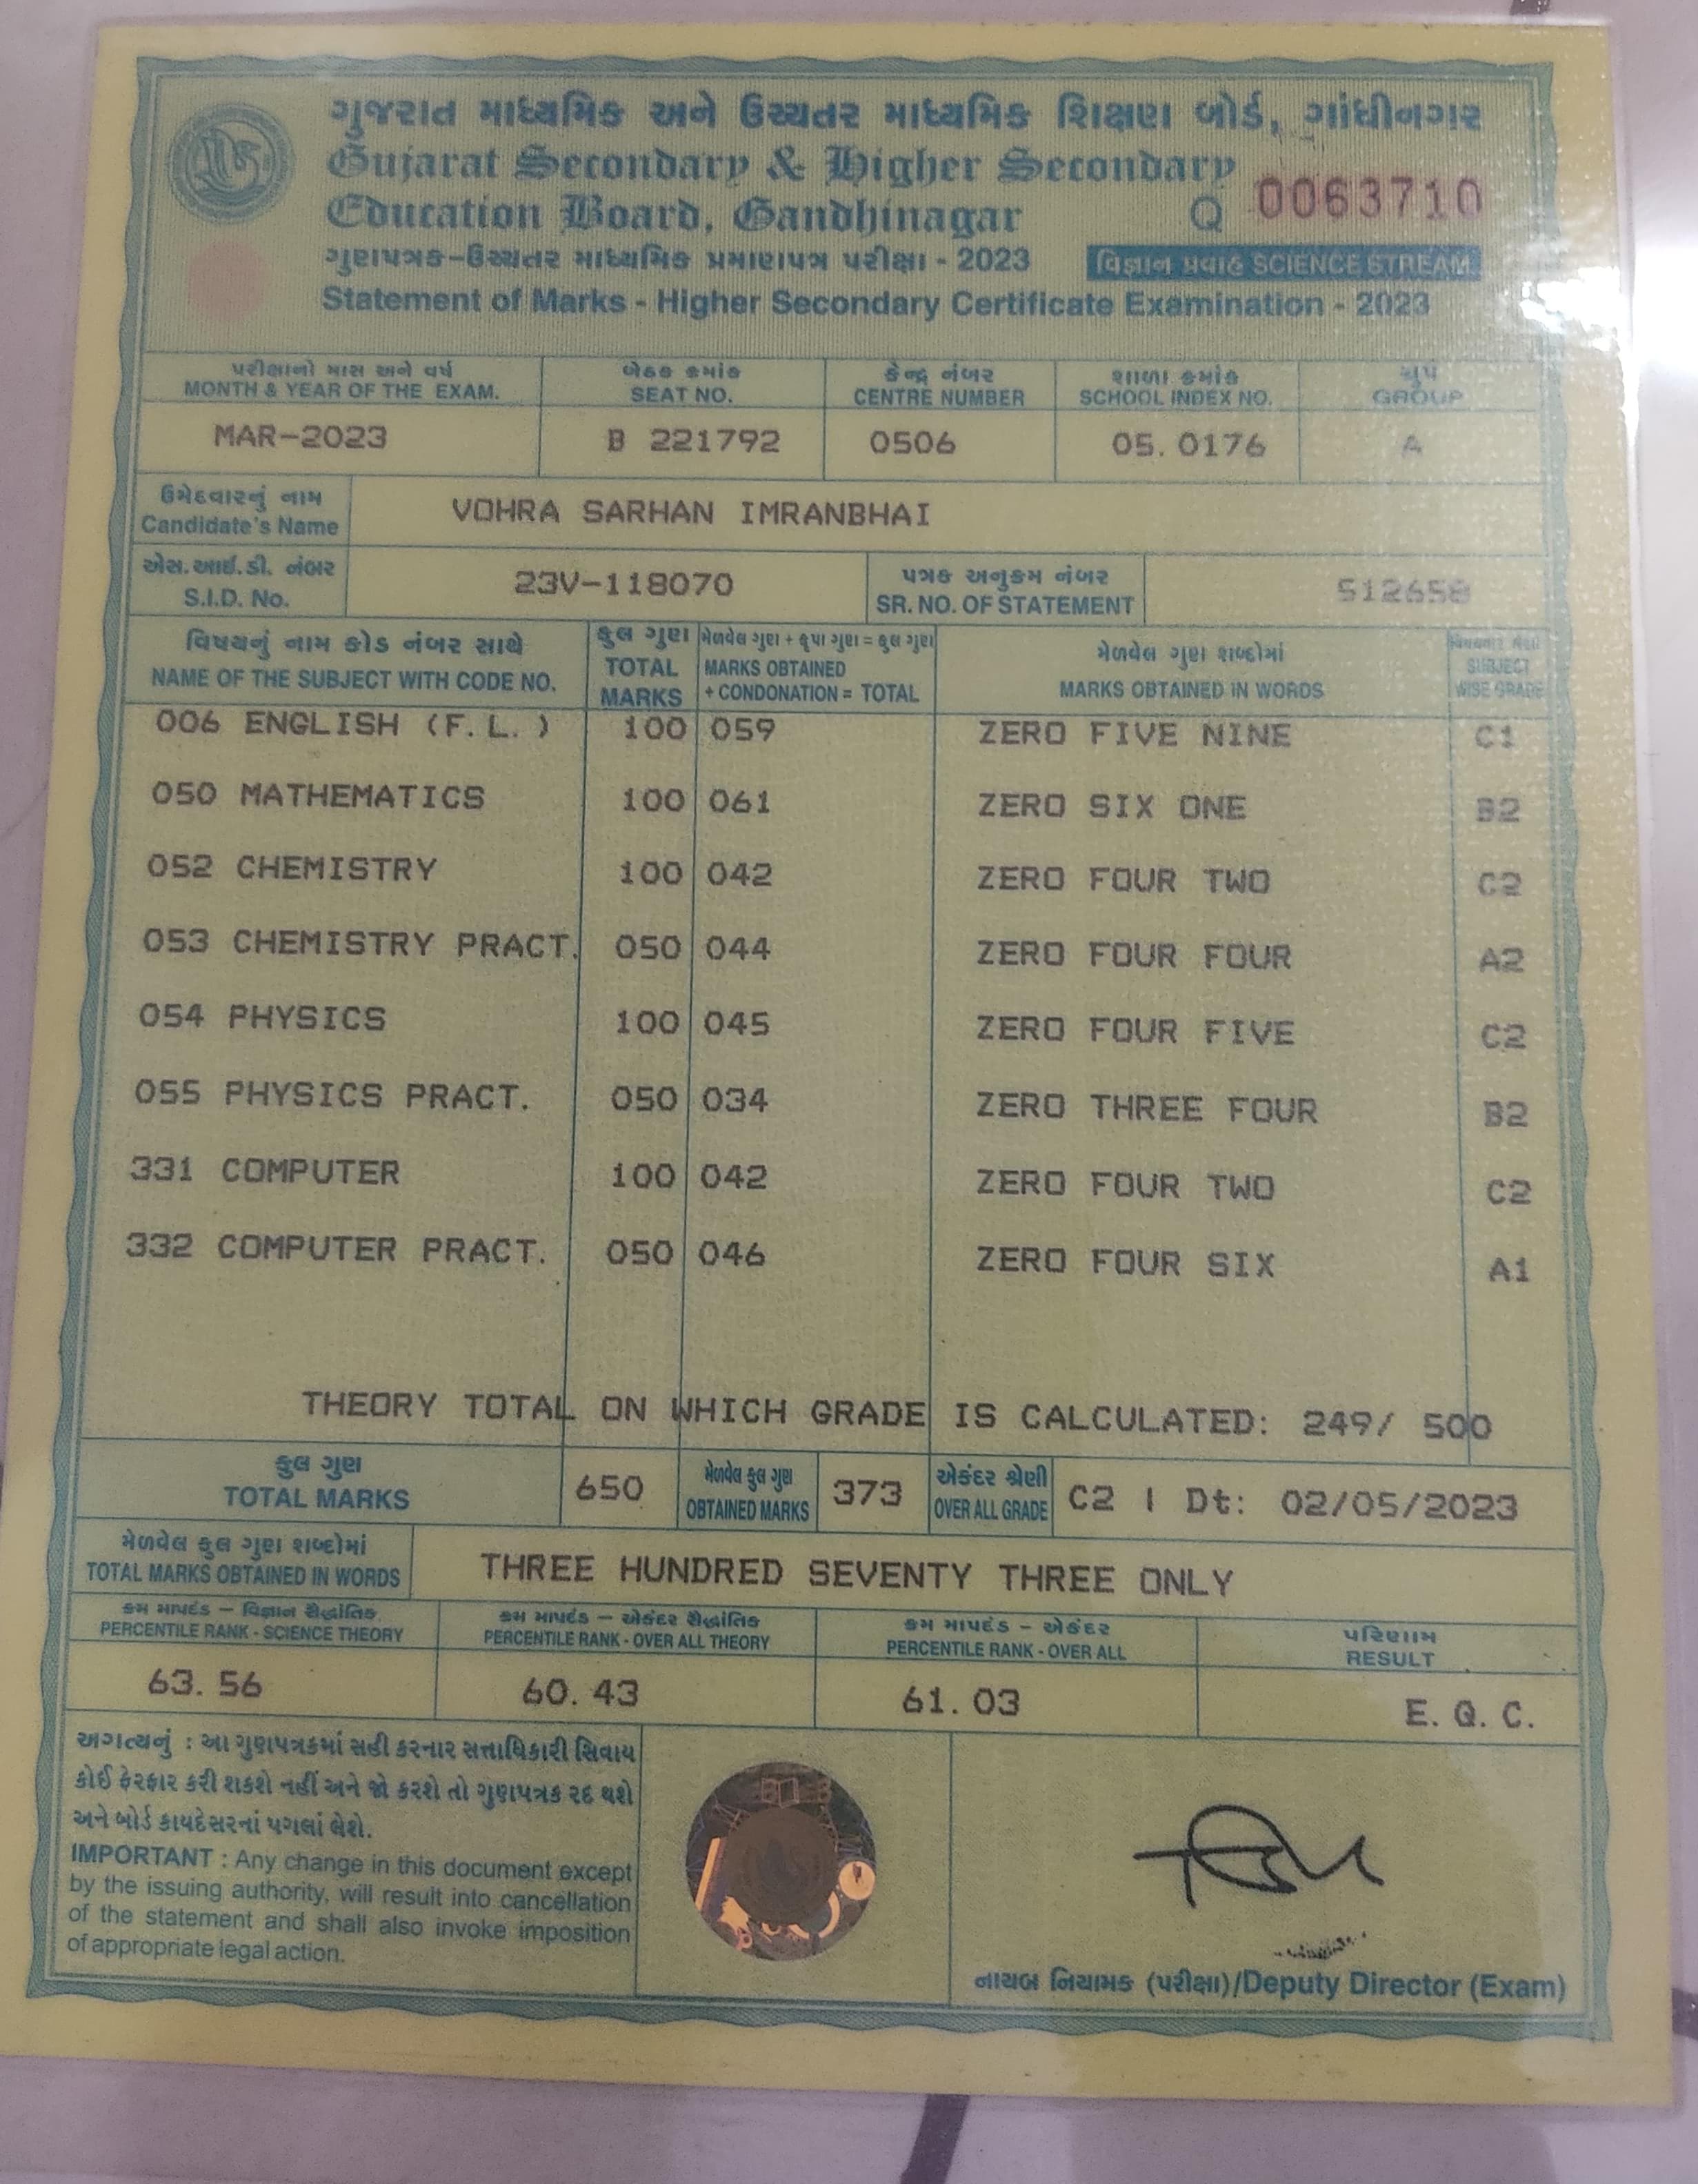 ગુજરાત માધ્યમિક અને ઉચ્ચતર માધ્યમિક શિક્ષણ બોર્ડ, ગાંધીનગર
Gujarat Secondary & Higher Secondary
Education Board, Gandhinagar
Q 0063710
ગુણપત્રક-ઉચ્ચતર માધ્યમિક પ્રમાણપત્ર પરીક્ષા - 2023
વિજ્ઞાન પ્રવાહ SCIENCE STREAM
Statement of Marks - Higher Secondary Certificate Examination - 2023
પરીક્ષાનો માસ અને વર્ષ બેઠક ક્રમાંક કેન્દ્ર નંબર શાળા ક્રમાંક ગ્રુપ
MONTH & YEAR OF THE EXAM. SEAT NO. CENTRE NUMBER SCHOOL INDEX NO. GROUP
MAR-2023 B 221792 0506 05.0176 A
ઉમેદવારનું નામ
Candidate's Name
VOHRA SARHAN IMRANBHAI
એસ.આઈ.ડી. નંબર
S.I.D. No.
23V-118070
પત્રક અનુક્રમ નંબર
SR. NO. OF STATEMENT
512658
વિષયનું નામ કોડ નંબર સાથે
NAME OF THE SUBJECT WITH CODE NO.
કુલ ગુણ
TOTAL
MARKS
મેળવેલ ગુણ + કૃપા ગુણ = કુલ ગુણ
MARKS OBTAINED
+ CONDONATION = TOTAL
મેળવેલ ગુણ શબ્દોમાં
MARKS OBTAINED IN WORDS
SUBJECT
WISE GRADE
006 ENGLISH (F.L.) 100 059 ZERO FIVE NINE C1
050 MATHEMATICS 100 061 ZERO SIX ONE B2
052 CHEMISTRY 100 042 ZERO FOUR TWO C2
053 CHEMISTRY PRACT. 050 044 ZERO FOUR FOUR A2
054 PHYSICS 100 045 ZERO FOUR FIVE C2
055 PHYSICS PRACT. 050 034 ZERO THREE FOUR B2
331 COMPUTER 100 042 ZERO FOUR TWO C2
332 COMPUTER PRACT. 050 046 ZERO FOUR SIX A1
THEORY TOTAL ON WHICH GRADE IS CALCULATED: 249/ 500
કુલ ગુણ
TOTAL MARKS
650
મેળવેલ કુલ ગુણ
OBTAINED MARKS
373
એકંદર શ્રેણી
OVER ALL GRADE
C2 | Dt: 02/05/2023
મેળવેલ કુલ ગુણ શબ્દોમાં
TOTAL MARKS OBTAINED IN WORDS
THREE HUNDRED SEVENTY THREE ONLY
ક્રમ માપદંડ – વિજ્ઞાન સૈદ્ધાંતિક ક્રમ માપદંડ – એકંદર સૈદ્ધાંતિક ક્રમ માપદંડ – એકંદર પરિણામ
PERCENTILE RANK - SCIENCE THEORY PERCENTILE RANK - OVER ALL THEORY PERCENTILE RANK - OVER ALL RESULT
63.56 60.43 61.03 E.Q.C.
અગત્યનું : આ ગુણપત્રકમાં સહી કરનાર સત્તાધિકારી સિવાય
કોઈ ફેરફાર કરી શકશે નહીં અને જો કરશે તો ગુણપત્રક રદ થશે
અને બોર્ડ કાયદેસરનાં પગલાં લેશે.
IMPORTANT : Any change in this document except
by the issuing authority, will result into cancellation
of the statement and shall also invoke imposition
of appropriate legal action.
નાયબ નિયામક (પરીક્ષા)/Deputy Director (Exam)